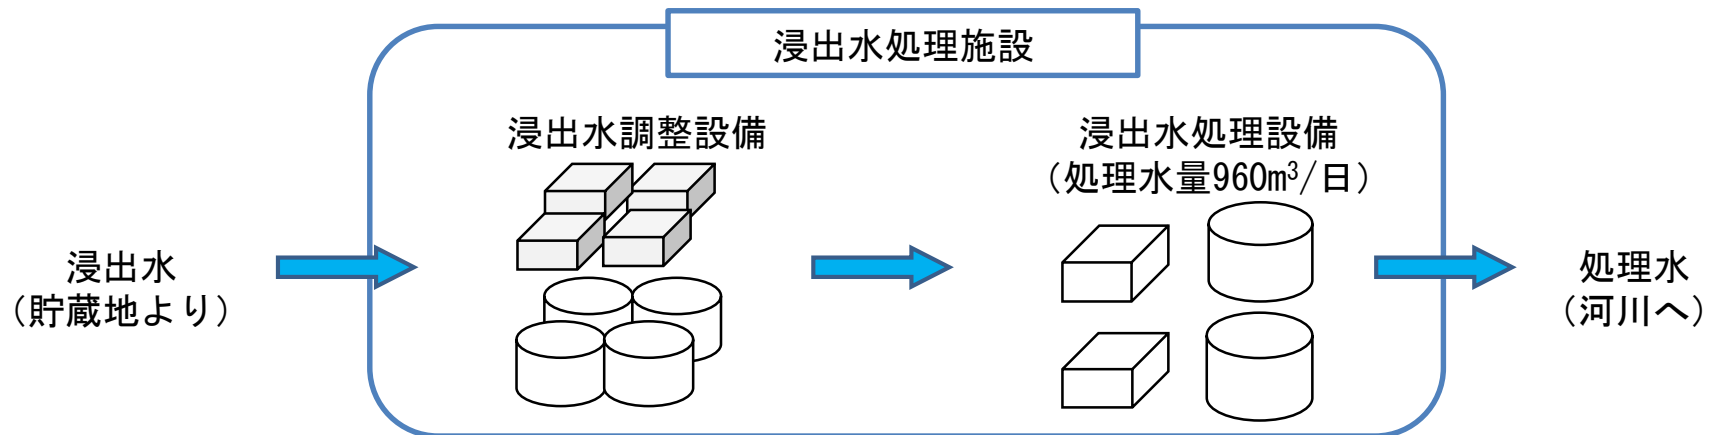 浸出水処理施設
浸出水調整設備
浸出水処理設備
（処理水量960m³/日）
浸出水
（貯蔵地より）
処理水
（河川へ）